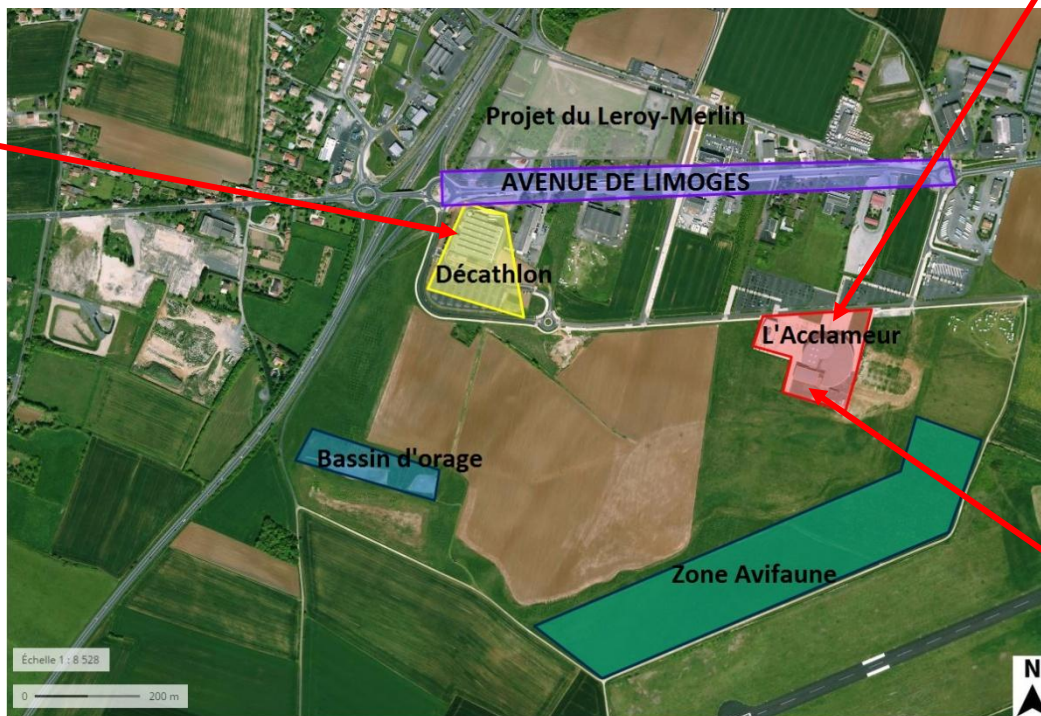 Projet du Leroy-Merlin
AVENUE DE LIMOGES
Décathlon
L'Acclameur
Bassin d'orage
Zone Avifaune
Échelle 1 : 8 528
0 200 m
N